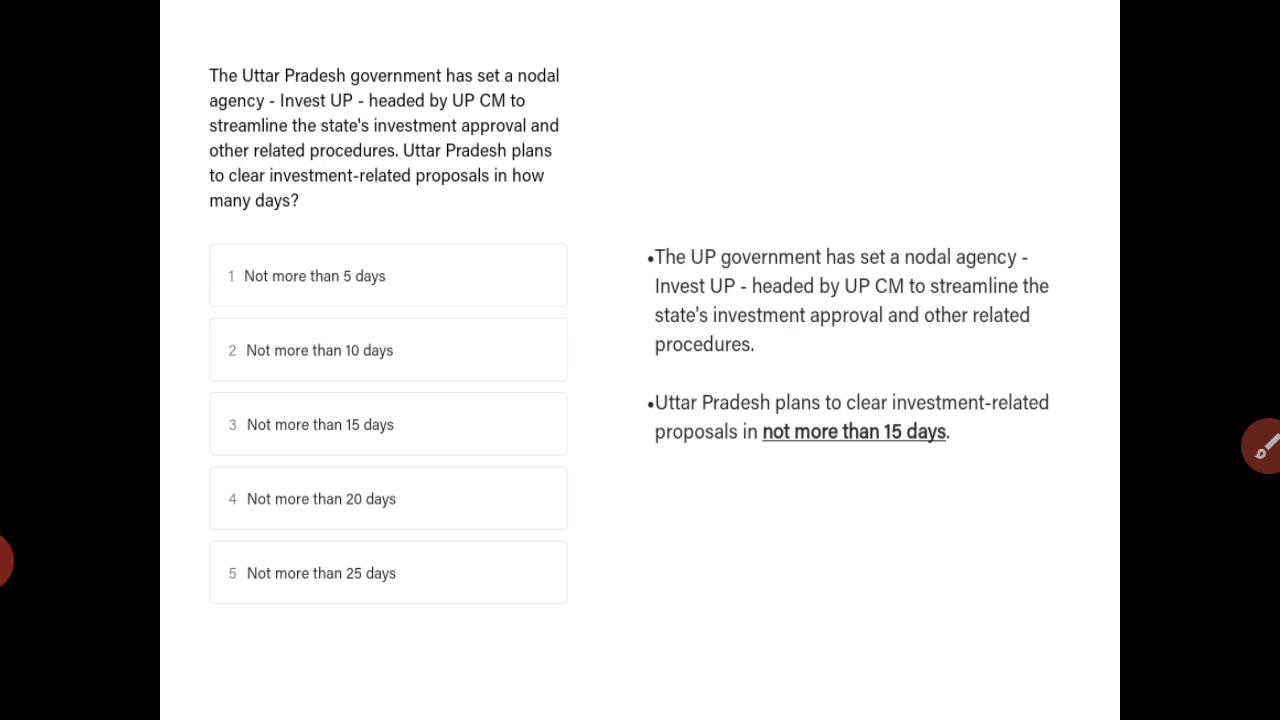 The Uttar Pradesh government has set a nodal
agency - Invest UP - headed by UP CM to
streamline the state's investment approval and
other related procedures. Uttar Pradesh plans
to clear investment-related proposals in how
many days?
1 Not more than 5 days
2 Not more than 10 days
3 Not more than 15 days
4 Not more than 20 days
5 Not more than 25 days
•The UP government has set a nodal agency -
Invest UP - headed by UP CM to streamline the
state's investment approval and other related
procedures.
•Uttar Pradesh plans to clear investment-related
proposals in not more than 15 days.